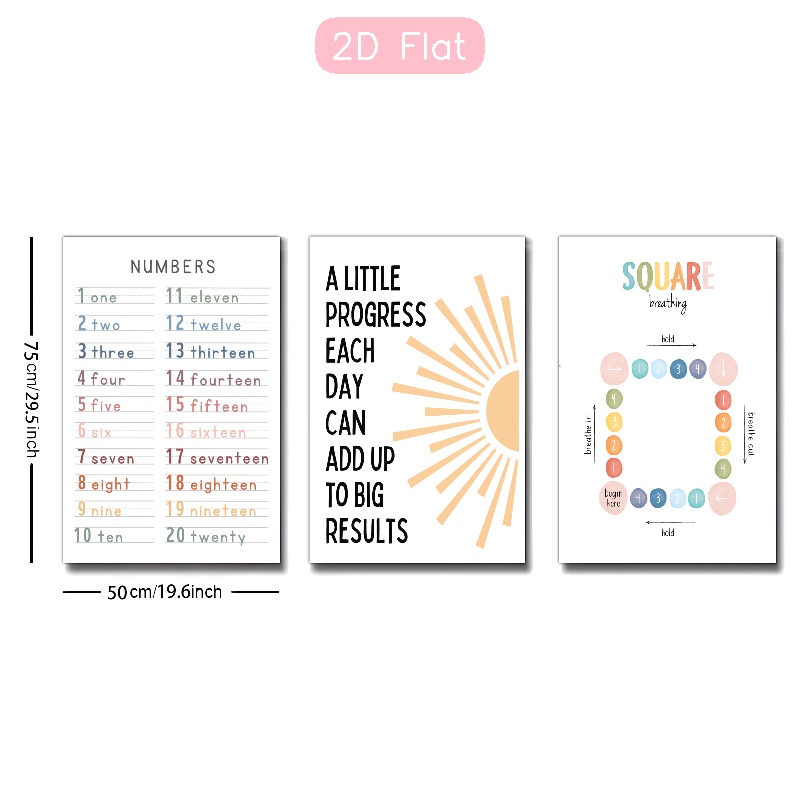 2D Flat
75cm/29.5inch
50cm/19.6inch
NUMBERS
1 one
2 two
3 three
4 four
5 five
6 six
7 seven
8 eight
9 nine
10 ten
11 eleven
12 twelve
13 thirteen
14 fourteen
15 fifteen
16 sixteen
17 seventeen
18 eighteen
19 nineteen
20 twenty
A LITTLE
PROGRESS
EACH
DAY
CAN
ADD UP
TO BIG
RESULTS
SQUARE
breathing
hold
1 2 3 4
breathe in
4
3
2
1
1
2
3
4
breathe out
begin
here
4 3 2 1
hold